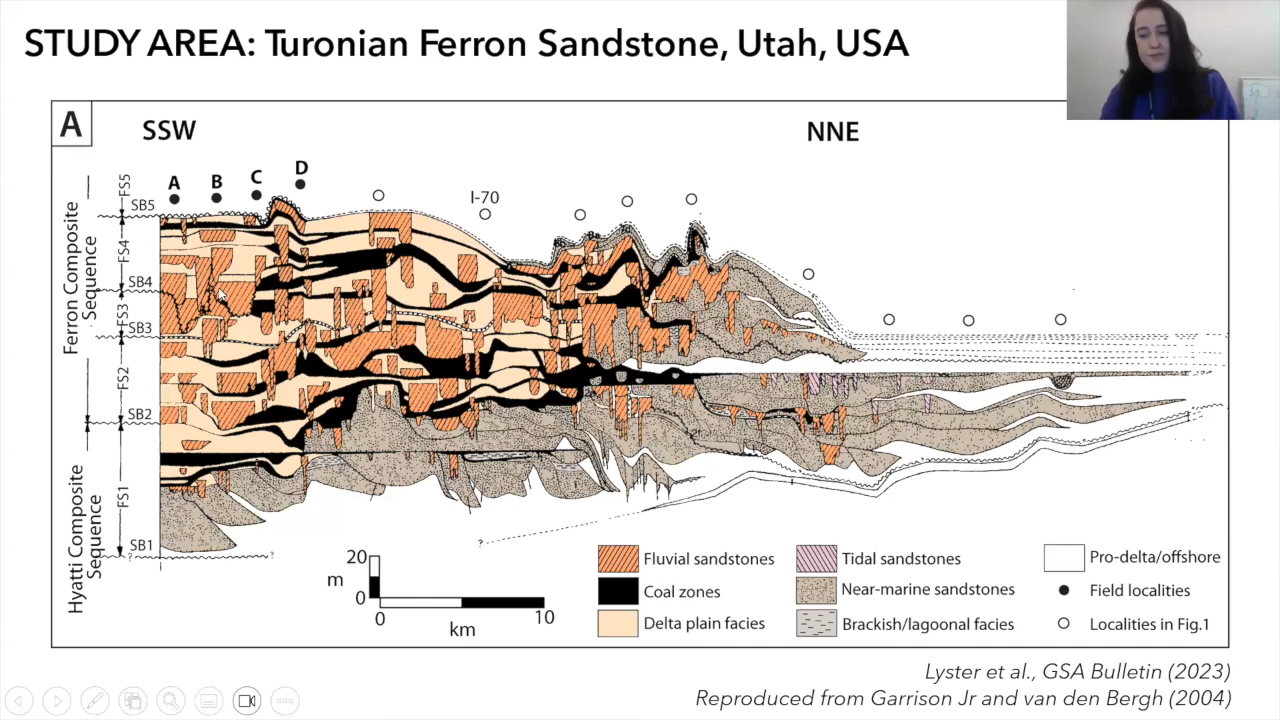 STUDY AREA: Turonian Ferron Sandstone, Utah, USA
A
SSW
NNE
A
B
C
D
I-70
Ferron Composite
Sequence
Hyatti Composite
Sequence
FS5
SB5
FS4
SB4
FS3
SB3
FS2
SB2
FS1
SB1
?
?
?
20
m
0
0
10
km
Fluvial sandstones
Coal zones
Delta plain facies
Tidal sandstones
Near-marine sandstones
Brackish/lagoonal facies
Pro-delta/offshore
Field localities
Localities in Fig.1
Lyster et al., GSA Bulletin (2023)
Reproduced from Garrison Jr and van den Bergh (2004)